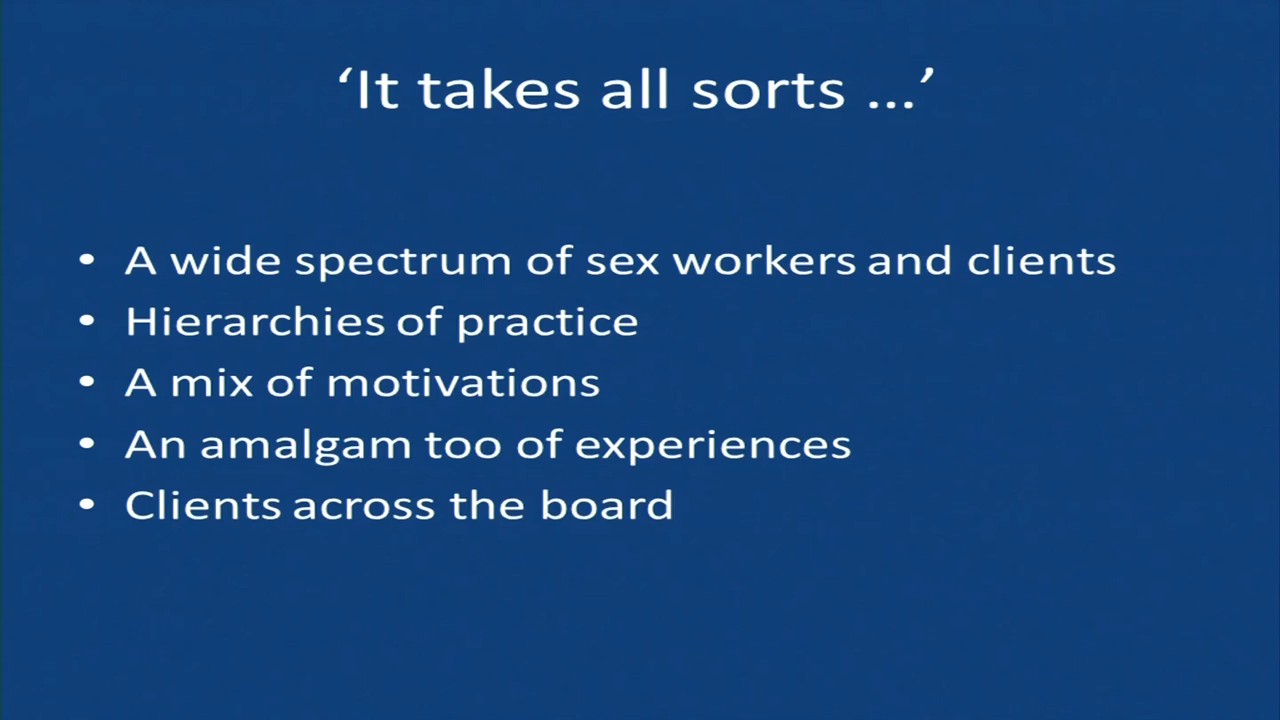 ‘It takes all sorts ...’
• A wide spectrum of sex workers and clients
• Hierarchies of practice
• A mix of motivations
• An amalgam too of experiences
• Clients across the board